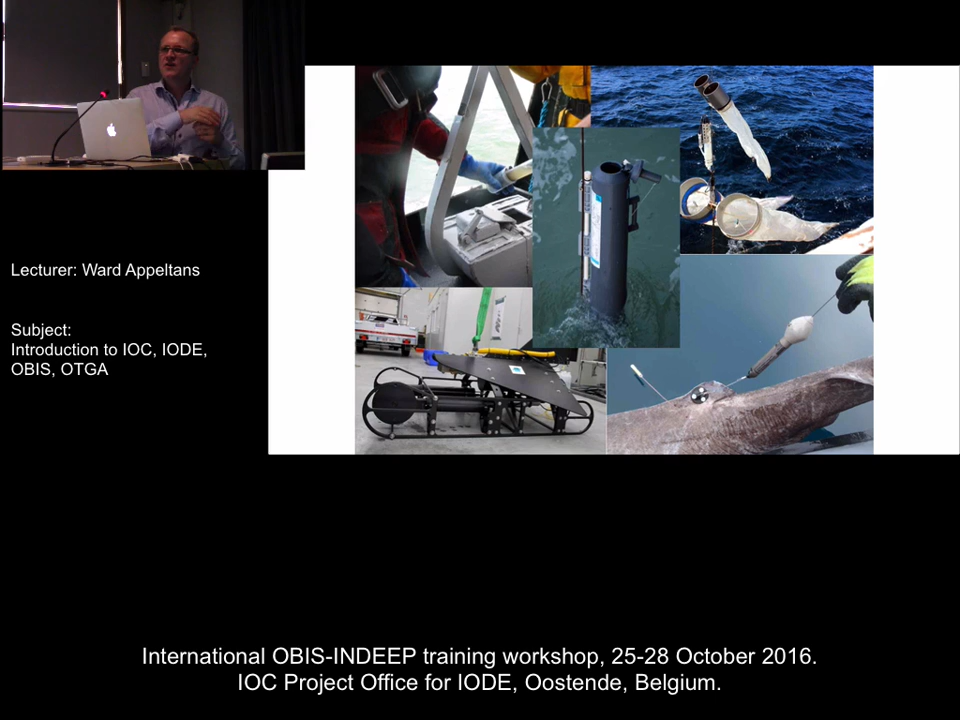 Lecturer: Ward Appeltans
Subject:
Introduction to IOC, IODE,
OBIS, OTGA
International OBIS-INDEEP training workshop, 25-28 October 2016.
IOC Project Office for IODE, Oostende, Belgium.